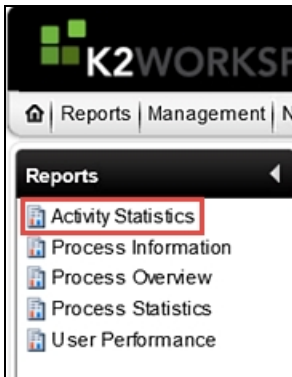 K2WORKSP
Reports | Management | N
Reports
Activity Statistics
Process Information
Process Overview
Process Statistics
User Performance